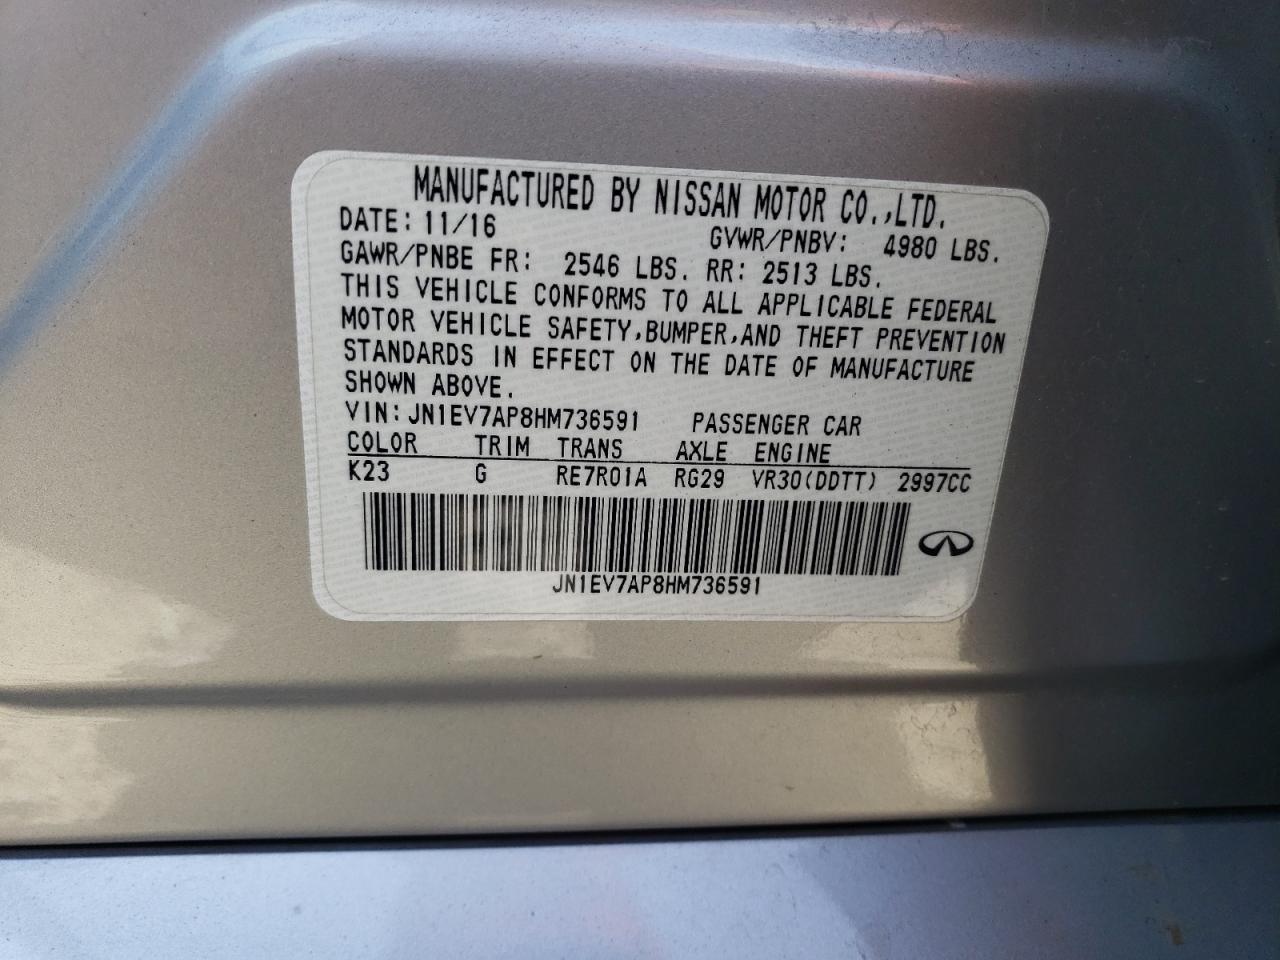 MANUFACTURED BY NISSAN MOTOR CO.,LTD.
DATE: 11/16 GVWR/PNBV: 4980 LBS.
GAWR/PNBE FR: 2546 LBS. RR: 2513 LBS.
THIS VEHICLE CONFORMS TO ALL APPLICABLE FEDERAL
MOTOR VEHICLE SAFETY,BUMPER,AND THEFT PREVENTION
STANDARDS IN EFFECT ON THE DATE OF MANUFACTURE
SHOWN ABOVE.
VIN:JN1EV7AP8HM736591 PASSENGER CAR
COLOR TRIM TRANS AXLE ENGINE
K23 G RE7R01A RG29 VR30(DDTT) 2997CC
JN1EV7AP8HM736591